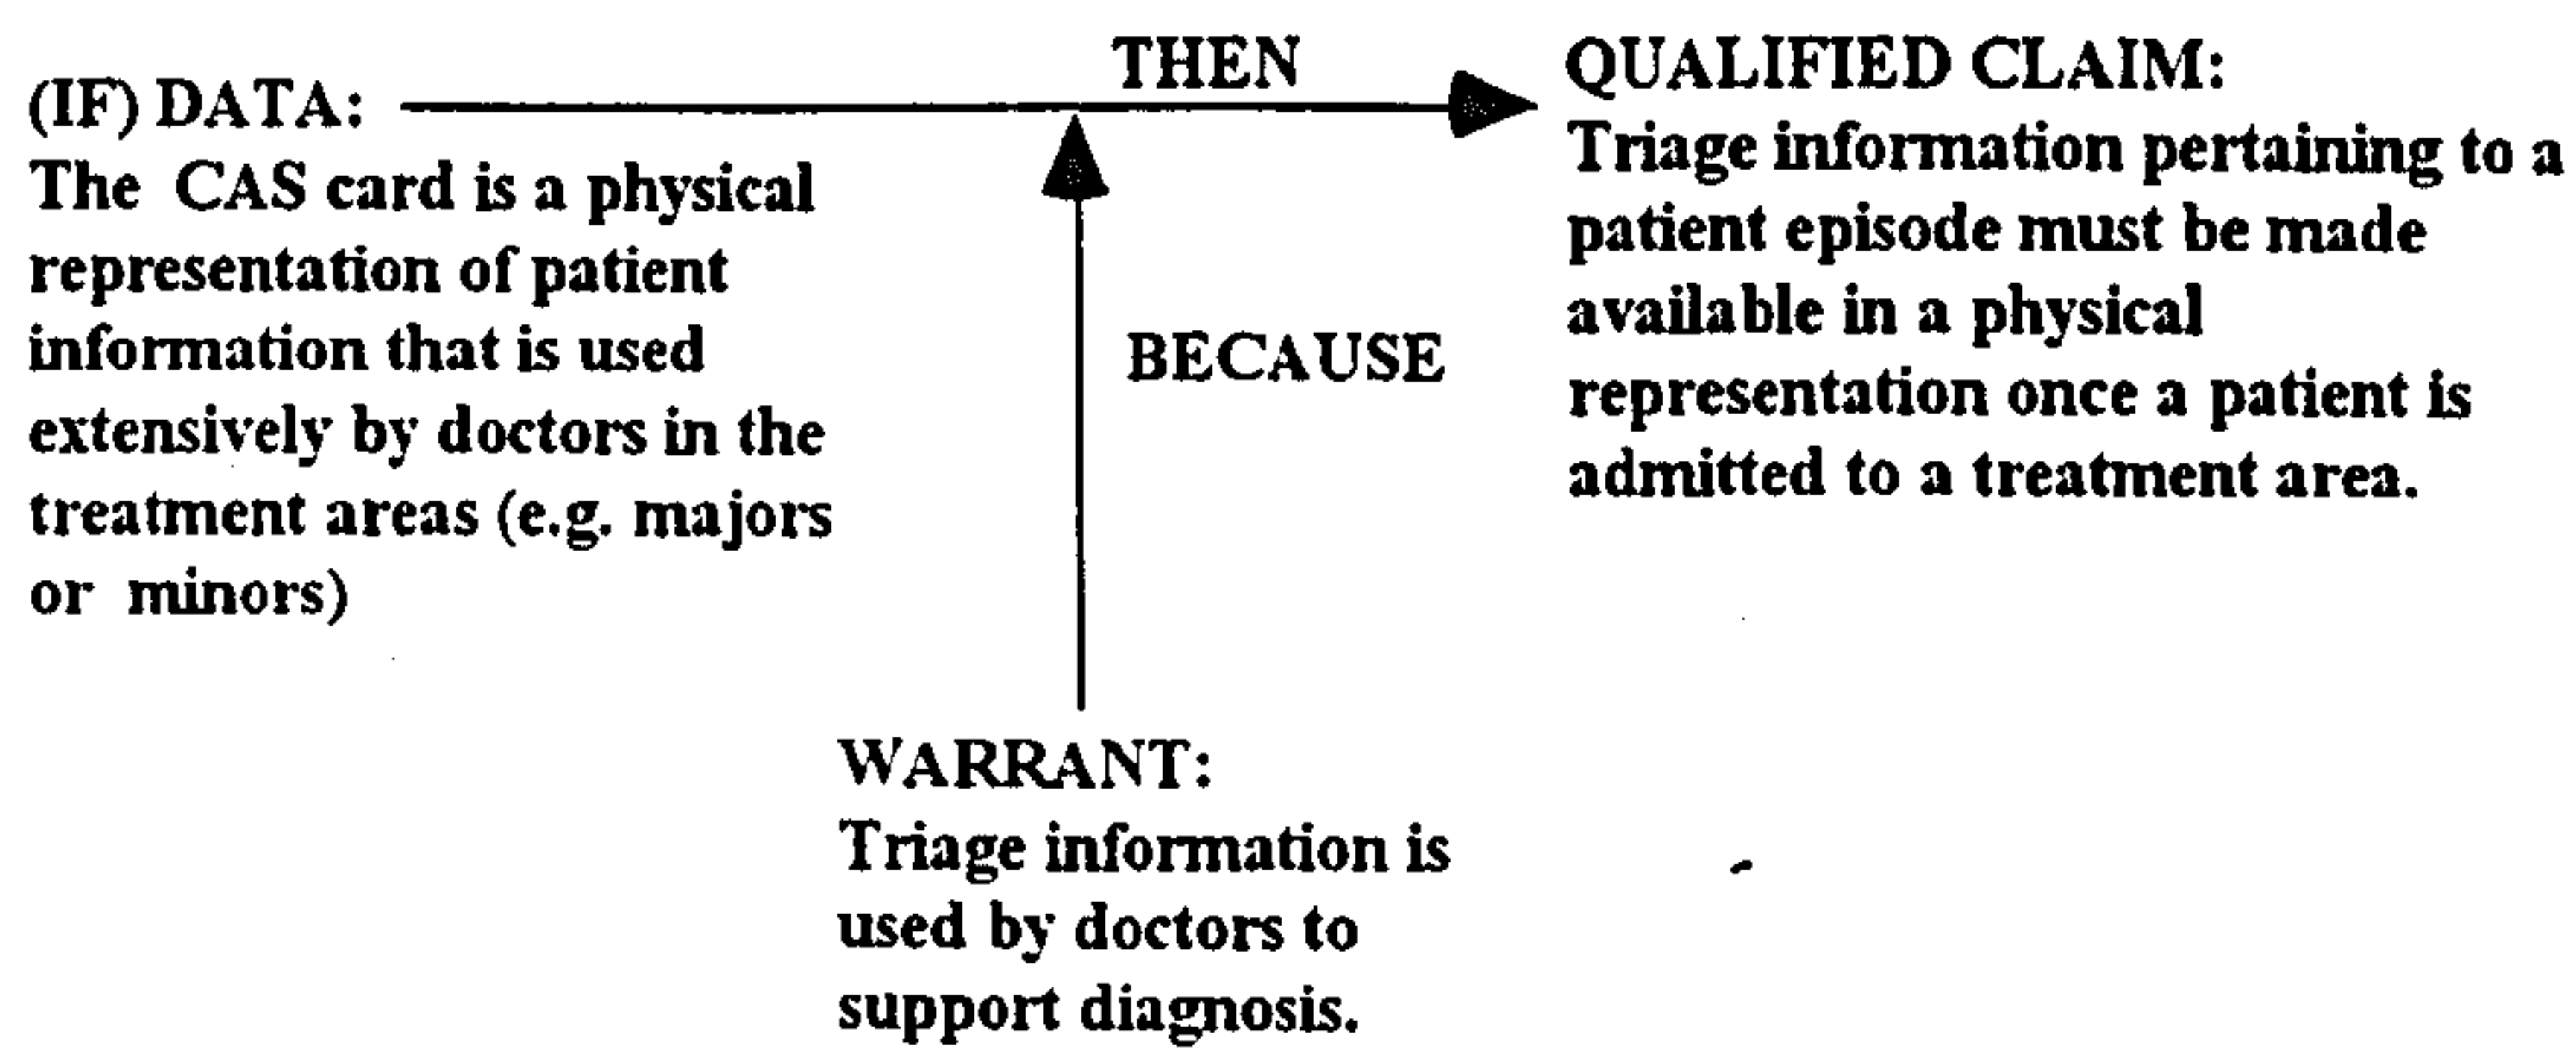 (IF) DATA:
The CAS card is a physical
representation of patient
information that is used
extensively by doctors in the
treatment areas (e.g. majors
or minors)
THEN
BECAUSE
QUALIFIED CLAIM:
Triage information pertaining to a
patient episode must be made
available in a physical
representation once a patient is
admitted to a treatment area.
WARRANT:
Triage information is
used by doctors to
support diagnosis.